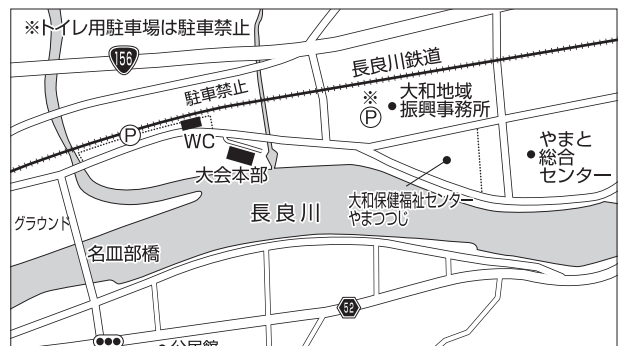 ※トイレ用駐車場は駐車禁止
156
長良川鉄道
駐車禁止
※
P
大和地域
振興事務所
P
WC
大会本部
やまと
総合
センター
大和保健福祉センター
やまつつじ
グラウンド
長良川
名皿部橋
52
公民館